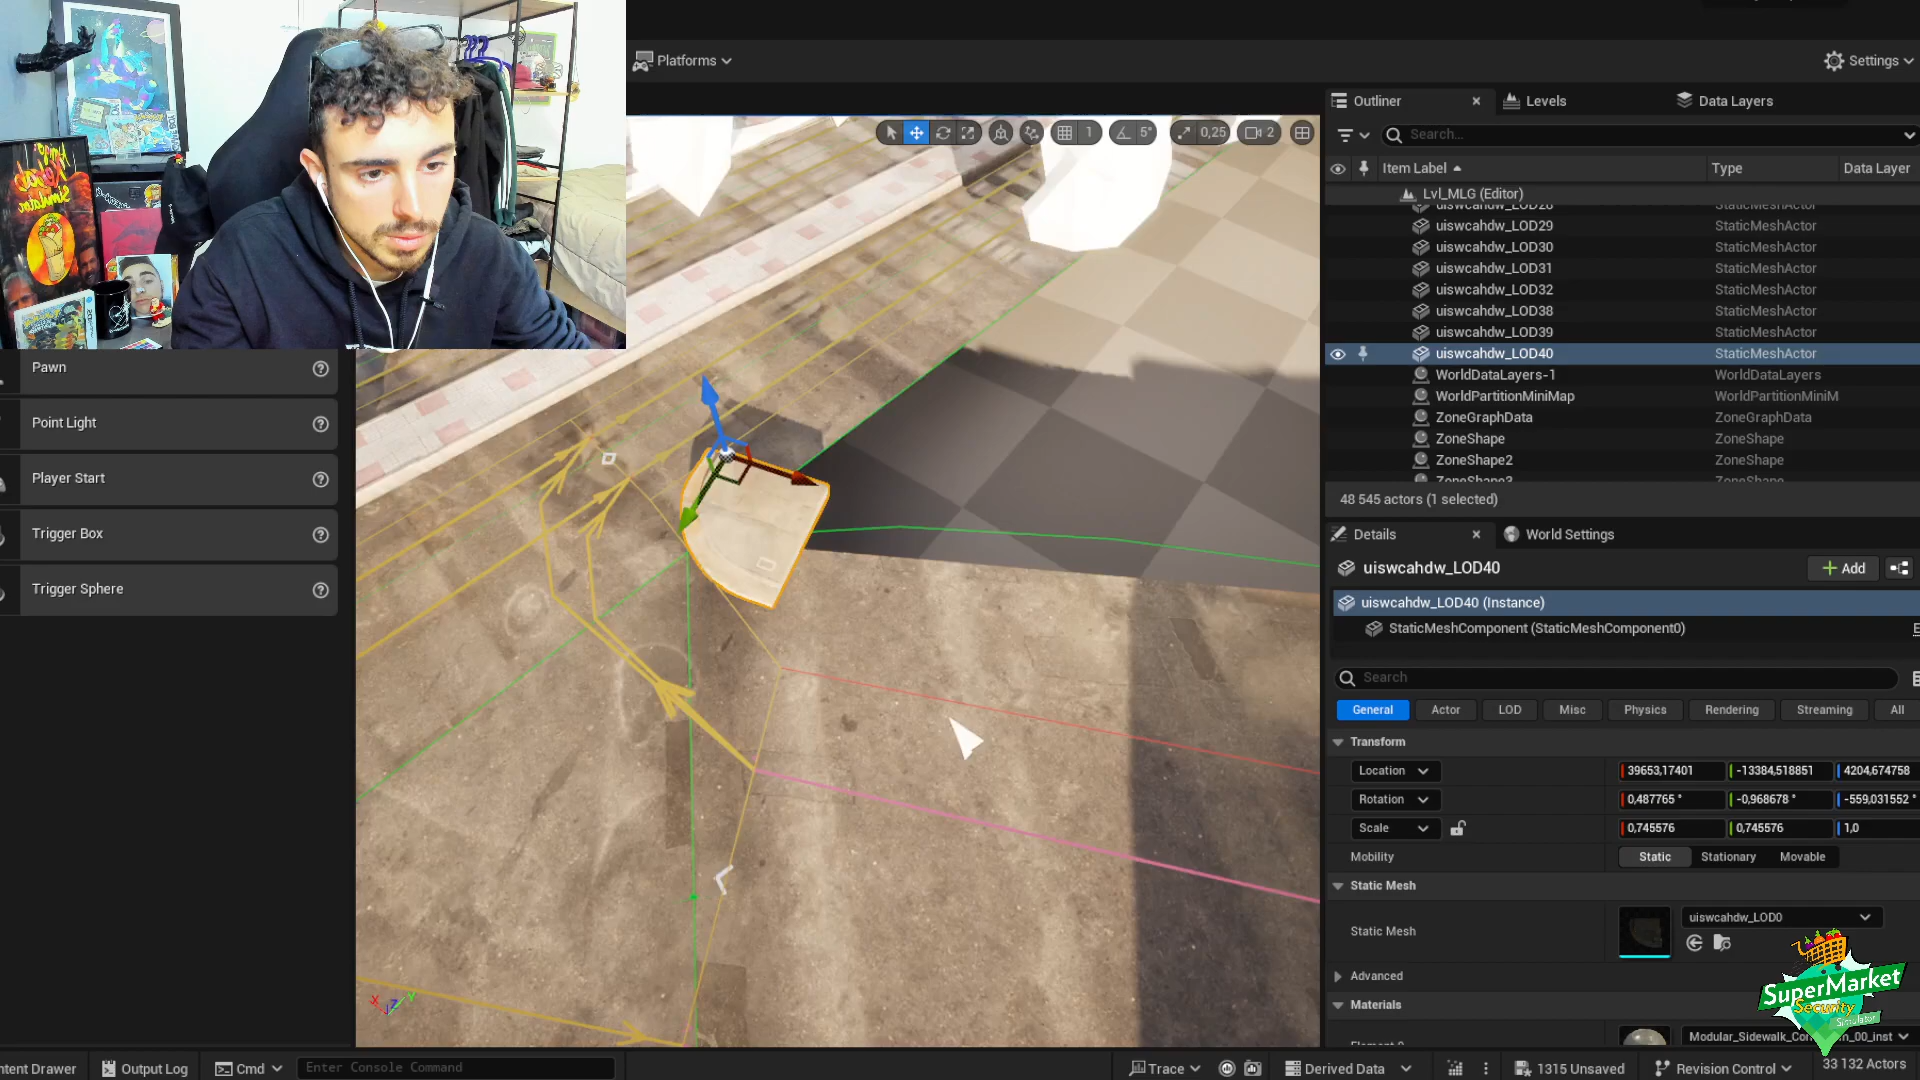 Platforms
Settings
Outliner
Levels
Data Layers
1
5°
0,25
2
Search...
Item Label
Type
Data Layer
Lvl_MLG (Editor)
uiswcahdw_LOD28
StaticMeshActor
uiswcahdw_LOD29
StaticMeshActor
uiswcahdw_LOD30
StaticMeshActor
uiswcahdw_LOD31
StaticMeshActor
uiswcahdw_LOD32
StaticMeshActor
uiswcahdw_LOD38
StaticMeshActor
uiswcahdw_LOD39
StaticMeshActor
uiswcahdw_LOD40
StaticMeshActor
WorldDataLayers-1
WorldDataLayers
WorldPartitionMiniMap
WorldPartitionMiniM
ZoneGraphData
ZoneGraphData
ZoneShape
ZoneShape
ZoneShape2
ZoneShape
48 545 actors (1 selected)
Details
World Settings
uiswcahdw_LOD40
Add
uiswcahdw_LOD40 (Instance)
StaticMeshComponent (StaticMeshComponent0)
Search
General
Actor
LOD
Misc
Physics
Rendering
Streaming
All
Transform
Location
39653,17401
-13384,518851
4204,674758
Rotation
0,487765 °
-0,968678 °
-559,031552 °
Scale
0,745576
0,745576
1,0
Mobility
Static
Stationary
Movable
Static Mesh
Static Mesh
uiswcahdw_LOD0
Advanced
Materials
Pawn
Point Light
Player Start
Trigger Box
Trigger Sphere
X
Z
Y
SuperMarket
Security
Simulator
ntent Drawer
Output Log
Cmd
Enter Console Command
Trace
Derived Data
1315 Unsaved
Revision Control
33 132 Actors